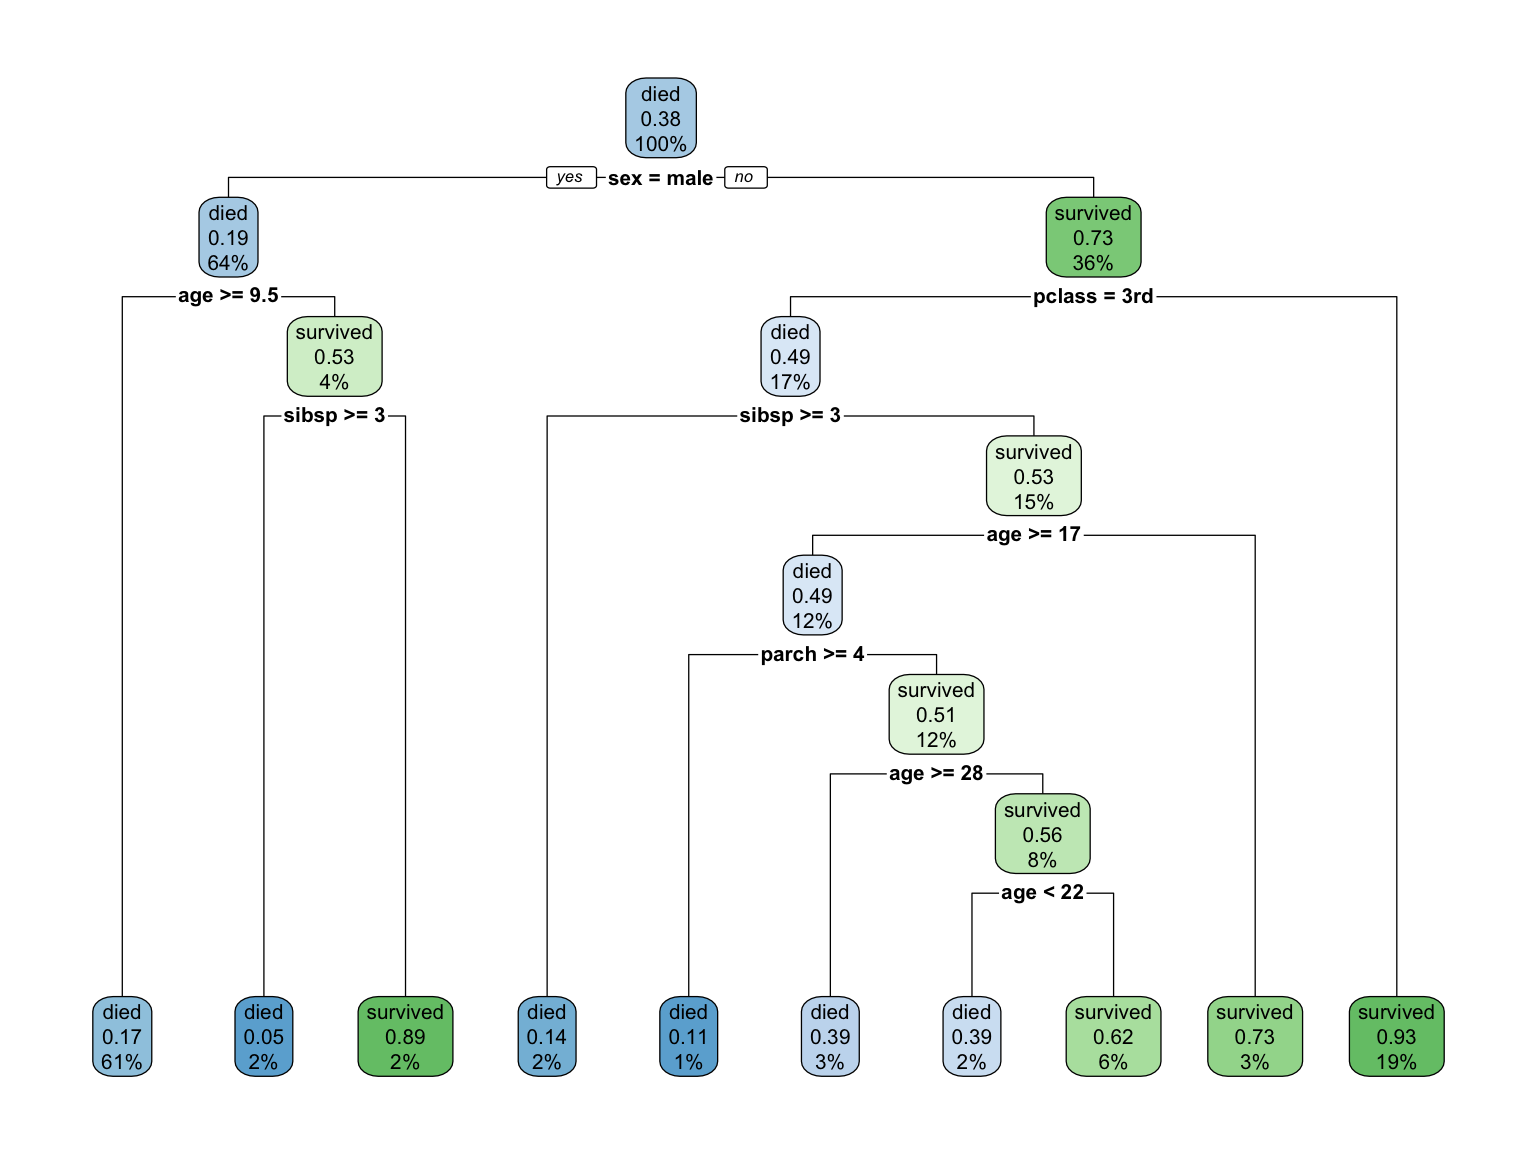 died
0.38
100%
yes sex = male no
died
0.19
64%
survived
0.73
36%
age >= 9.5
pclass = 3rd
survived
0.53
4%
died
0.49
17%
sibsp >= 3
sibsp >= 3
survived
0.53
15%
age >= 17
died
0.49
12%
parch >= 4
survived
0.51
12%
age >= 28
survived
0.56
8%
age < 22
died
0.17
61%
died
0.05
2%
survived
0.89
2%
died
0.14
2%
died
0.11
1%
died
0.39
3%
died
0.39
2%
survived
0.62
6%
survived
0.73
3%
survived
0.93
19%